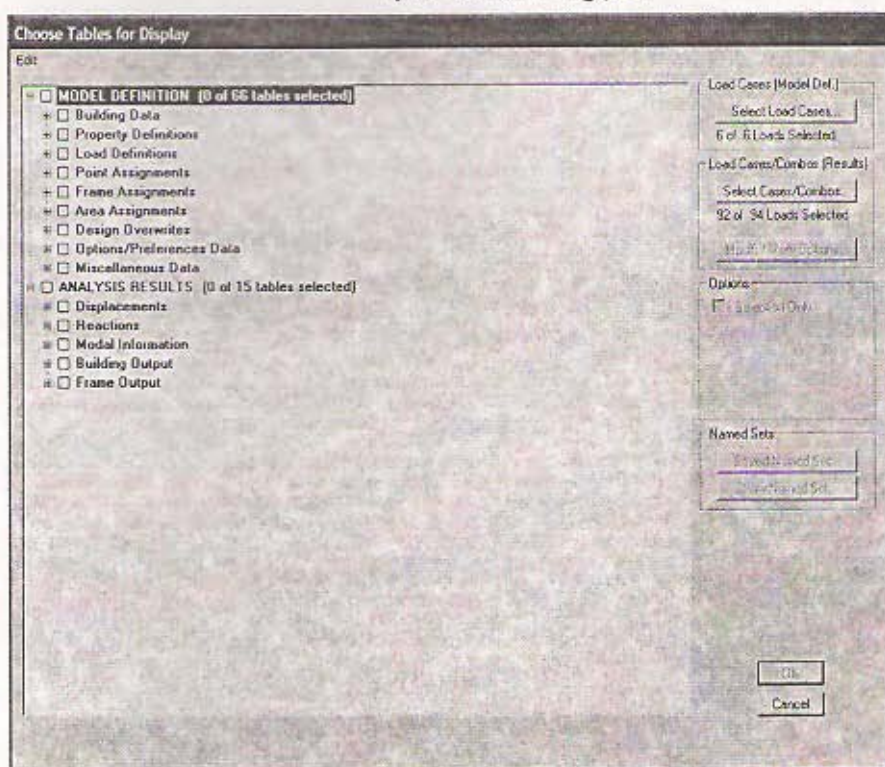 Choose Tables for Display
Edit
MODEL DEFINITION (0 of 66 tables selected)
Building Data
Property Definitions
Load Definitions
Point Assignments
Frame Assignments
Area Assignments
Design Overwrites
Options/Preferences Data
Miscellaneous Data
ANALYSIS RESULTS (0 of 15 tables selected)
Displacements
Reactions
Modal Information
Building Output
Frame Output
Load Cases (Model Def.)
Select Load Cases...
6 of 6 Loads Selected
Load Cases/Combos (Results)
Select Cases/Combos...
92 of 94 Loads Selected
Options
Named Sets
Cancel